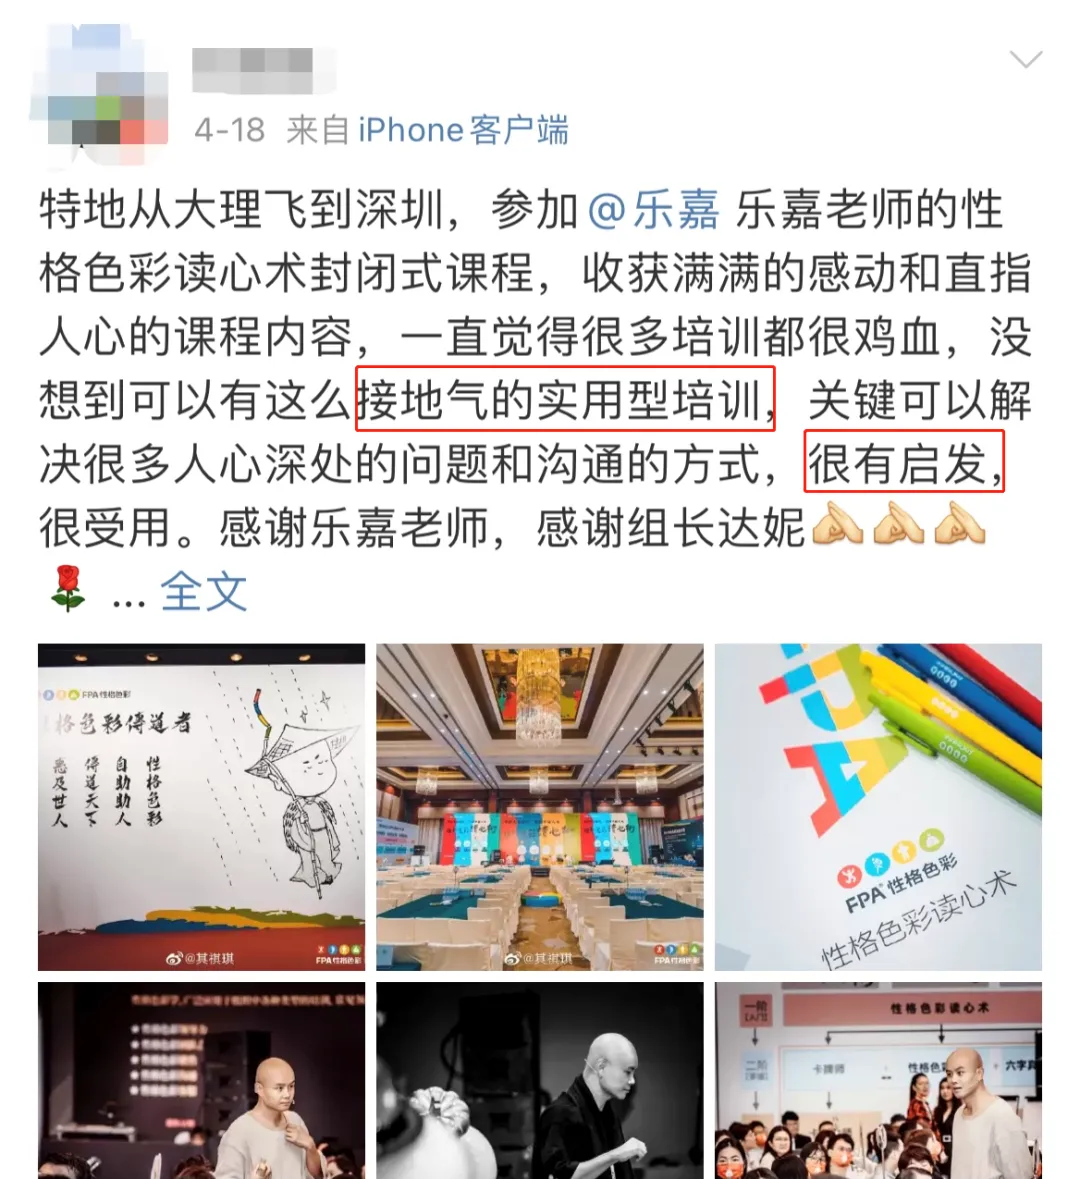 4-18 来自 iPhone客户端
特地从大理飞到深圳，参加@乐嘉 乐嘉老师的性
格色彩读心术封闭式课程，收获满满的感动和直指
人心的课程内容，一直觉得很多培训都很鸡血，没
想到可以有这么接地气的实用型培训，关键可以解
决很多人心深处的问题和沟通的方式，很有启发，
很受用。感谢乐嘉老师，感谢组长达妮🫴🫴🫴
🌹 ... 全文
FPA性格色彩
格色彩传道者
性格色彩
自助助人
传道天下
惠及世人
@其祺琪
FPA性格色彩
@其祺琪
FPA性格色彩
FPA
FPA®性格色彩
性格色彩读心术
一阶
【入门】
性格色彩读心术
二阶
卡牌师
性格色彩
六字真